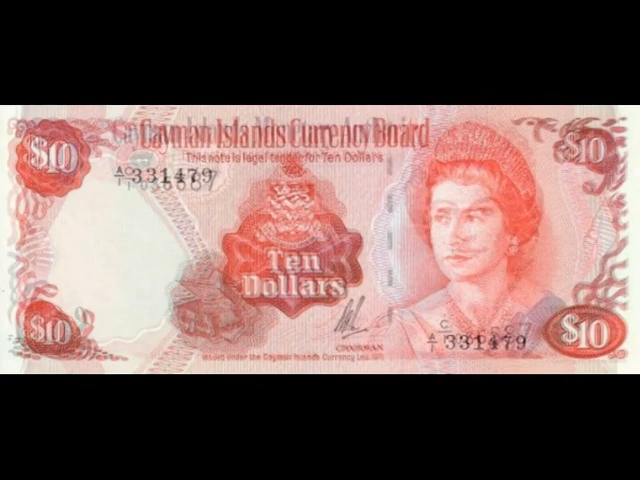 Cayman Islands Currency Board
This note is legal tender for Ten Dollars
$10
$10
A/1 331479
Ten
Dollars
CHAIRMAN
$10
A/1 331479
$10
Issued under the Cayman Islands Currency Law, 1971